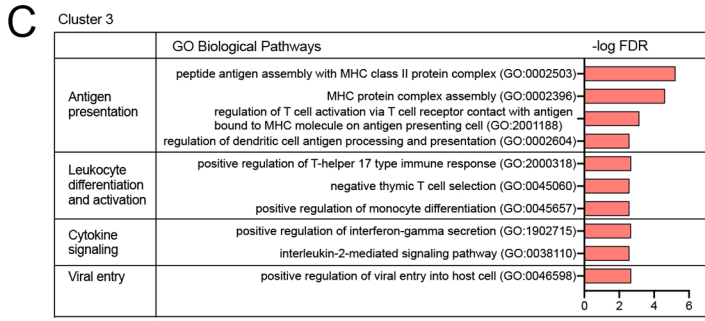 C
Cluster 3
GO Biological Pathways
-log FDR
Antigen
presentation
peptide antigen assembly with MHC class II protein complex (GO:0002503)
MHC protein complex assembly (GO:0002396)
regulation of T cell activation via T cell receptor contact with antigen
bound to MHC molecule on antigen presenting cell (GO:2001188)
regulation of dendritic cell antigen processing and presentation (GO:0002604)
Leukocyte
differentiation
and activation
positive regulation of T-helper 17 type immune response (GO:2000318)
negative thymic T cell selection (GO:0045060)
positive regulation of monocyte differentiation (GO:0045657)
Cytokine
signaling
positive regulation of interferon-gamma secretion (GO:1902715)
interleukin-2-mediated signaling pathway (GO:0038110)
Viral entry
positive regulation of viral entry into host cell (GO:0046598)
0 2 4 6